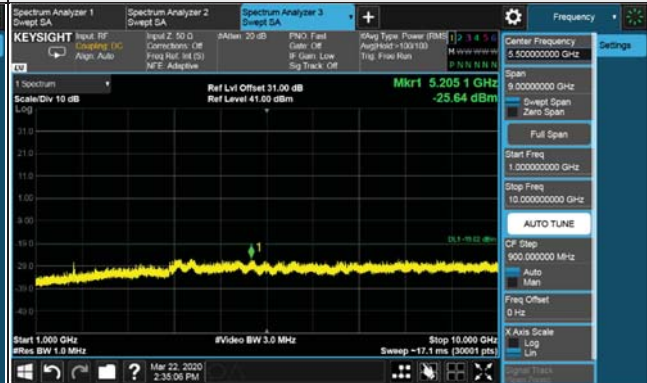 Spectrum Analyzer 1
Swept SA
Spectrum Analyzer 2
Swept SA
Spectrum Analyzer 3
Swept SA
Frequency
KEYSIGHT
Input: RF
Coupling: DC
Align: Auto
Input Z: 50 Ω
Corrections: Off
Freq Ref: Int (S)
NFE: Adaptive
#Atten: 20 dB
PNO: Fast
Gate: Off
IF Gain: Low
Sig Track: Off
#Avg Type: Power (RMS)
Avg|Hold >100/100
Trig: Free Run
1 2 3 4 5 6
M W W W W W
P N N N N N
1 Spectrum
Scale/Div 10 dB
Log
Ref Lvl Offset 31.00 dB
Ref Level 41.00 dBm
Mkr1 5.205 1 GHz
-25.64 dBm
31.0
21.0
11.0
1.00
-9.00
-19.0
-29.0
-39.0
-49.0
1
DL1 -19.02 dBm
Start 1.000 GHz
#Res BW 1.0 MHz
#Video BW 3.0 MHz
Stop 10.000 GHz
Sweep ~17.1 ms (30001 pts)
Mar 22, 2020
2:35:06 PM
Center Frequency
5.500000000 GHz
Settings
Span
9.00000000 GHz
Swept Span
Zero Span
Full Span
Start Freq
1.000000000 GHz
Stop Freq
10.000000000 GHz
AUTO TUNE
CF Step
900.000000 MHz
Auto
Man
Freq Offset
0 Hz
X Axis Scale
Log
Lin
Signal Track